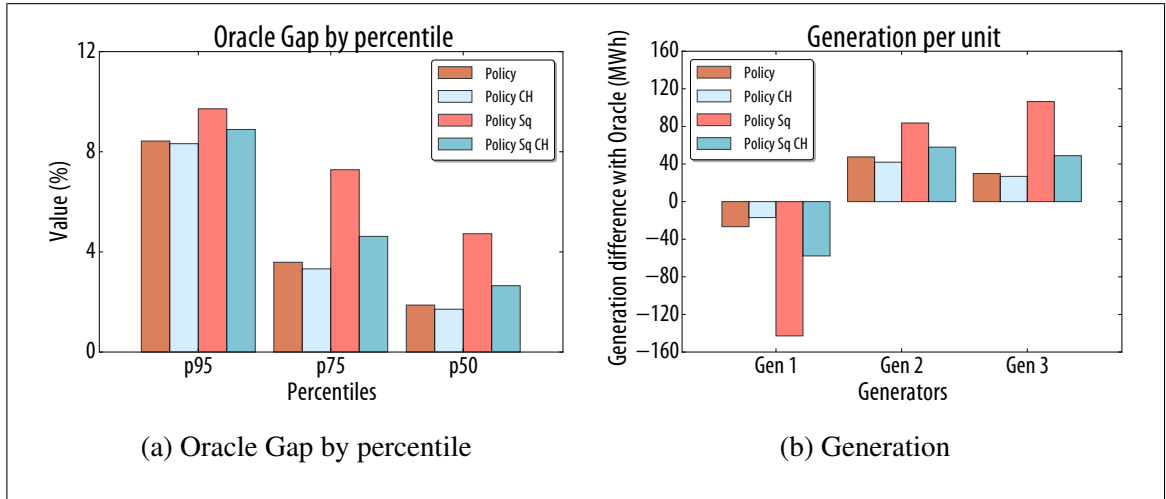 Oracle Gap by percentile
12
8
4
0
Value (%)
Policy
Policy CH
Policy Sq
Policy Sq CH
p95 p75 p50
Percentiles
(a) Oracle Gap by percentile
Generation per unit
160
120
80
40
0
−40
−80
−120
−160
Generation difference with Oracle (MWh)
Policy
Policy CH
Policy Sq
Policy Sq CH
Gen 1 Gen 2 Gen 3
Generators
(b) Generation